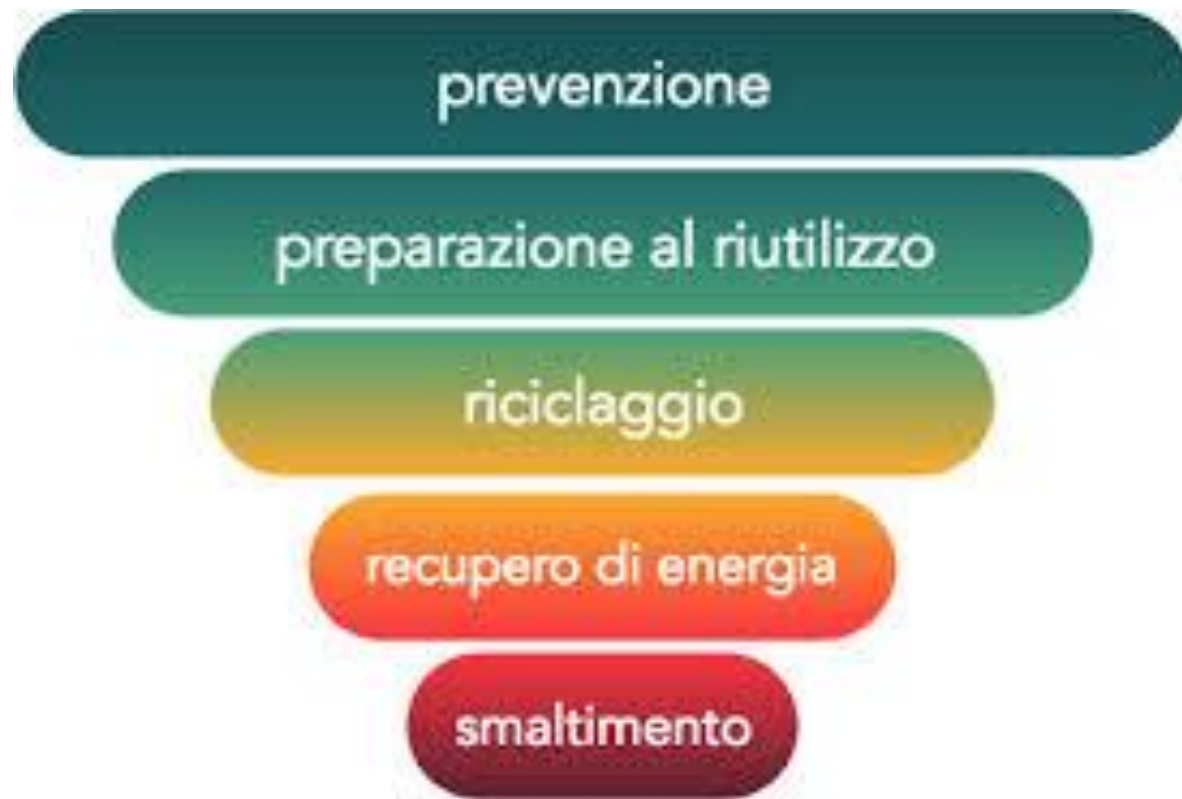 prevenzione
preparazione al riutilizzo
riciclaggio
recupero di energia
smaltimento